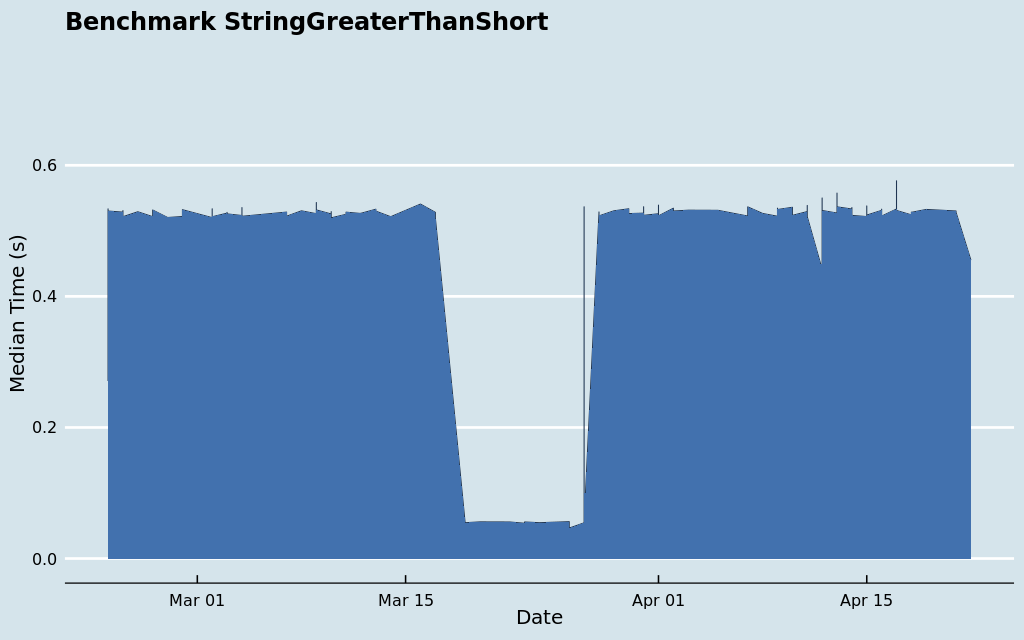 Benchmark StringGreaterThanShort
Median Time (s)
0.6
0.4
0.2
0.0
Mar 01
Mar 15
Apr 01
Apr 15
Date